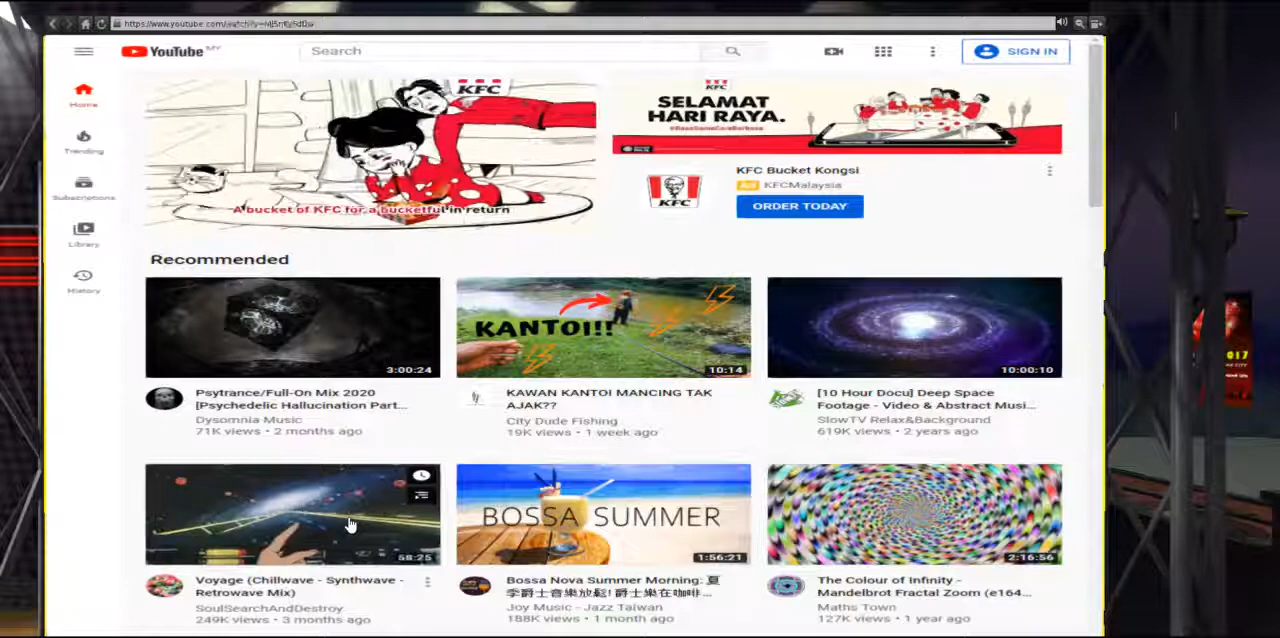 YouTube MY
Search
SIGN IN
Home
Trending
Subscriptions
Library
History
KFC
A bucket of KFC for a bucketful in return
KFC
SELAMAT
HARI RAYA.
KFC
KFC Bucket Kongsi
Ad KFCMalaysia
ORDER TODAY
Recommended
3:00:24
KANTOI!!
10:14
10:00:10
Psytrance/Full-On Mix 2020
[Psychedelic Hallucination Part...
Dysomnia Music
71K views • 2 months ago
KAWAN KANTOI MANCING TAK
AJAK??
City Dude Fishing
19K views • 1 week ago
[10 Hour Docu] Deep Space
Footage - Video & Abstract Musi...
SlowTV Relax&Background
619K views • 2 years ago
58:25
BOSSA SUMMER
1:56:21
2:16:56
Voyage (Chillwave - Synthwave -
Retrowave Mix)
SoulSearchAndDestroy
249K views • 3 months ago
Bossa Nova Summer Morning: 夏
季爵士音樂放鬆! 爵士樂在咖啡...
Joy Music - Jazz Taiwan
188K views • 1 month ago
The Colour of Infinity -
Mandelbrot Fractal Zoom (e164...
Maths Town
127K views • 1 year ago
2017